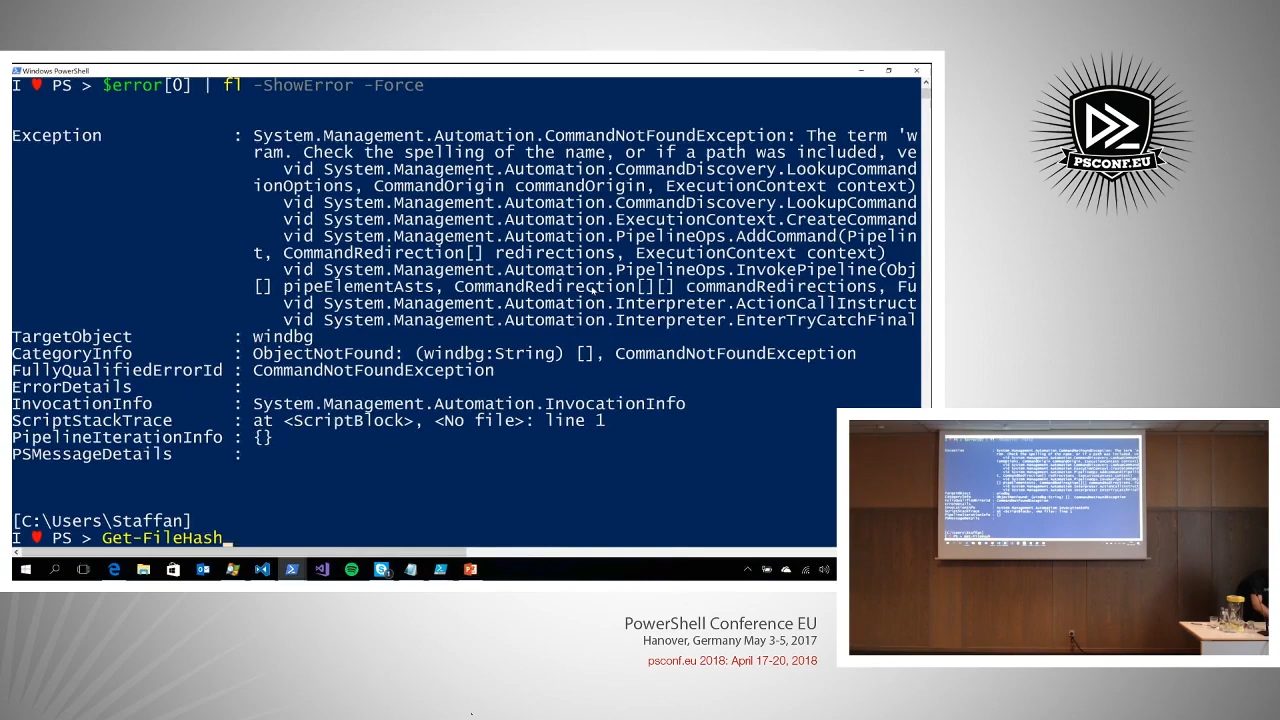 Windows PowerShell
I ♥ PS > $error[0] | fl -ShowError -Force
Exception : System.Management.Automation.CommandNotFoundException: The term 'w
ram. Check the spelling of the name, or if a path was included, ve
vid System.Management.Automation.CommandDiscovery.LookupCommand
ionOptions, CommandOrigin commandOrigin, ExecutionContext context)
vid System.Management.Automation.CommandDiscovery.LookupCommand
vid System.Management.Automation.ExecutionContext.CreateCommand
vid System.Management.Automation.PipelineOps.AddCommand(Pipelin
t, CommandRedirection[] redirections, ExecutionContext context)
vid System.Management.Automation.PipelineOps.InvokePipeline(Obj
[] pipeElementAsts, CommandRedirection[][] commandRedirections, Fu
vid System.Management.Automation.Interpreter.ActionCallInstruct
vid System.Management.Automation.Interpreter.EnterTryCatchFinal
TargetObject : windbg
CategoryInfo : ObjectNotFound: (windbg:String) [], CommandNotFoundException
FullyQualifiedErrorId : CommandNotFoundException
ErrorDetails :
InvocationInfo : System.Management.Automation.InvocationInfo
ScriptStackTrace : at <ScriptBlock>, <No file>: line 1
PipelineIterationInfo : {}
PSMessageDetails :
[C:\Users\Staffan]
I ♥ PS > Get-FileHash_
PSCONF.EU
PowerShell Conference EU
Hanover, Germany May 3-5, 2017
psconf.eu 2018: April 17-20, 2018